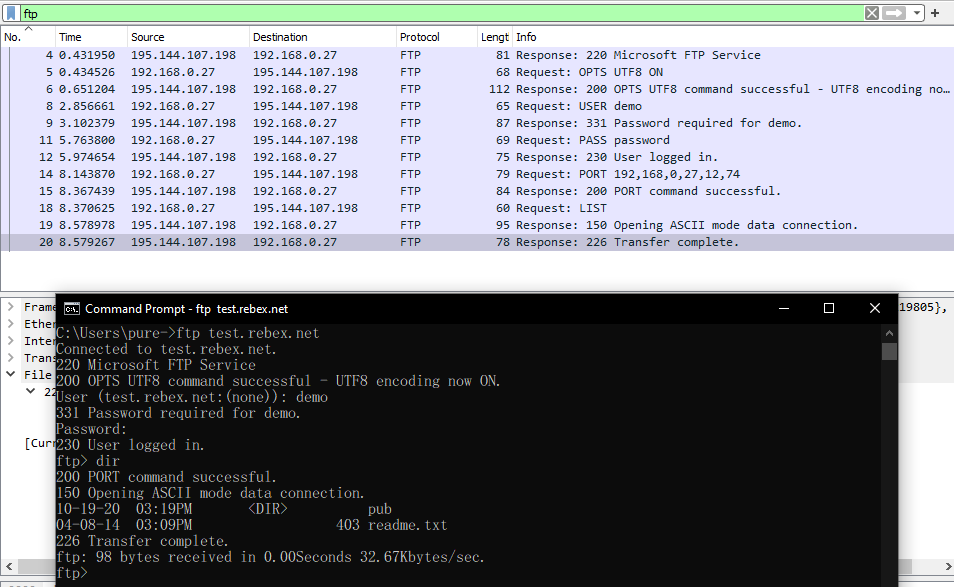 ftp
No. Time Source Destination Protocol Lengt Info
4 0.431950 195.144.107.198 192.168.0.27 FTP 81 Response: 220 Microsoft FTP Service
5 0.434526 192.168.0.27 195.144.107.198 FTP 68 Request: OPTS UTF8 ON
6 0.651204 195.144.107.198 192.168.0.27 FTP 112 Response: 200 OPTS UTF8 command successful - UTF8 encoding no…
8 2.856661 192.168.0.27 195.144.107.198 FTP 65 Request: USER demo
9 3.102379 195.144.107.198 192.168.0.27 FTP 87 Response: 331 Password required for demo.
11 5.763800 192.168.0.27 195.144.107.198 FTP 69 Request: PASS password
12 5.974654 195.144.107.198 192.168.0.27 FTP 75 Response: 230 User logged in.
14 8.143870 192.168.0.27 195.144.107.198 FTP 79 Request: PORT 192,168,0,27,12,74
15 8.367439 195.144.107.198 192.168.0.27 FTP 84 Response: 200 PORT command successful.
18 8.370625 192.168.0.27 195.144.107.198 FTP 60 Request: LIST
19 8.578978 195.144.107.198 192.168.0.27 FTP 95 Response: 150 Opening ASCII mode data connection.
20 8.579267 195.144.107.198 192.168.0.27 FTP 78 Response: 226 Transfer complete.
Frame
19805},
Ether
Inter
Trans
File
22
[Curr
Command Prompt - ftp test.rebex.net
C:\Users\pure->ftp test.rebex.net
Connected to test.rebex.net.
220 Microsoft FTP Service
200 OPTS UTF8 command successful - UTF8 encoding now ON.
User (test.rebex.net:(none)): demo
331 Password required for demo.
Password:
230 User logged in.
ftp> dir
200 PORT command successful.
150 Opening ASCII mode data connection.
10-19-20 03:19PM <DIR> pub
04-08-14 03:09PM 403 readme.txt
226 Transfer complete.
ftp: 98 bytes received in 0.00Seconds 32.67Kbytes/sec.
ftp>